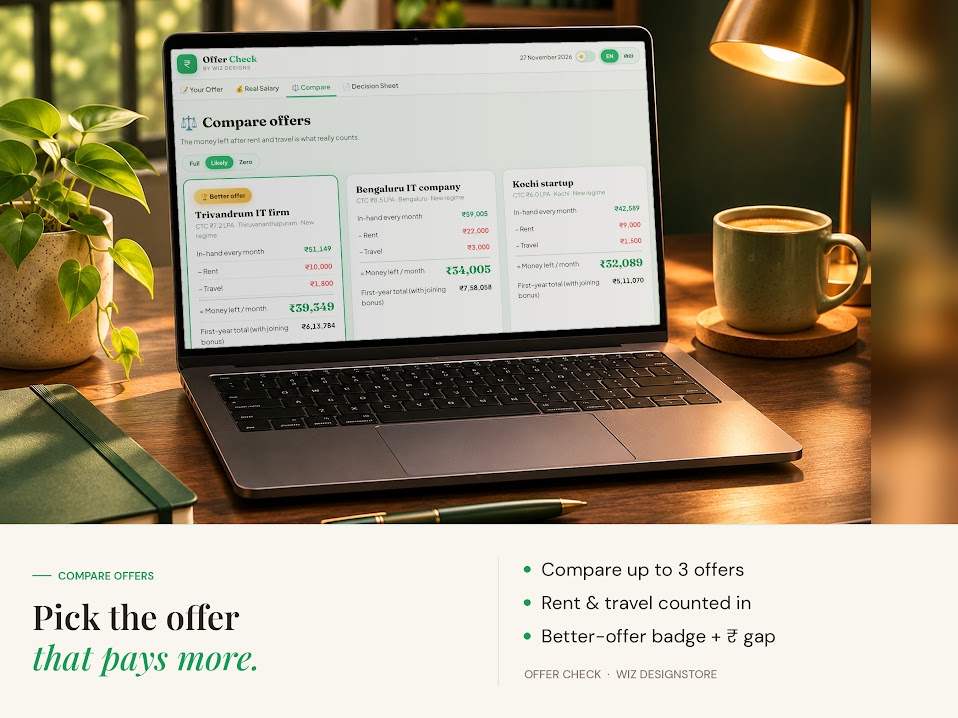 ₹ Offer Check
BY WIZ DESIGNS
27 November 2026
EN
Your Offer Real Salary Compare Decision Sheet
Compare offers
The money left after rent and travel is what really counts.
Full Likely Zero
Better offer
Trivandrum IT firm
CTC ₹7.2 LPA · Thiruvananthapuram · New
regime
In-hand every month ₹51,149
– Rent ₹10,000
– Travel ₹1,800
= Money left / month ₹39,349
First-year total (with joining
bonus) ₹6,13,784
Bengaluru IT company
CTC ₹8.5 LPA · Bengaluru · New regime
In-hand every month ₹59,005
– Rent ₹22,000
– Travel ₹3,000
= Money left / month ₹34,005
First-year total (with joining
bonus) ₹7,58,058
Kochi startup
CTC ₹6.0 LPA · Kochi · New regime
In-hand every month ₹42,589
– Rent ₹9,000
– Travel ₹1,500
= Money left / month ₹32,089
First-year total (with joining
bonus) ₹5,11,070
COMPARE OFFERS
Pick the offer
that pays more.
Compare up to 3 offers
Rent & travel counted in
Better-offer badge + ₹ gap
OFFER CHECK · WIZ DESIGNSTORE